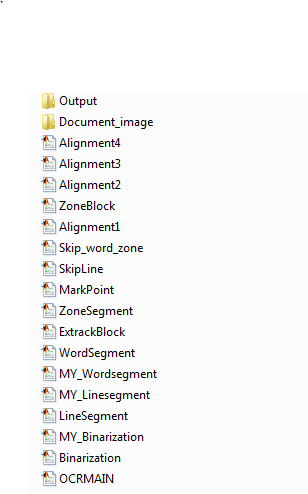 Output
Document_image
Alignment4
Alignment3
Alignment2
ZoneBlock
Alignment1
Skip_word_zone
SkipLine
MarkPoint
ZoneSegment
ExtrackBlock
WordSegment
MY_Wordsegment
MY_Linesegment
LineSegment
MY_Binarization
Binarization
OCRMAIN